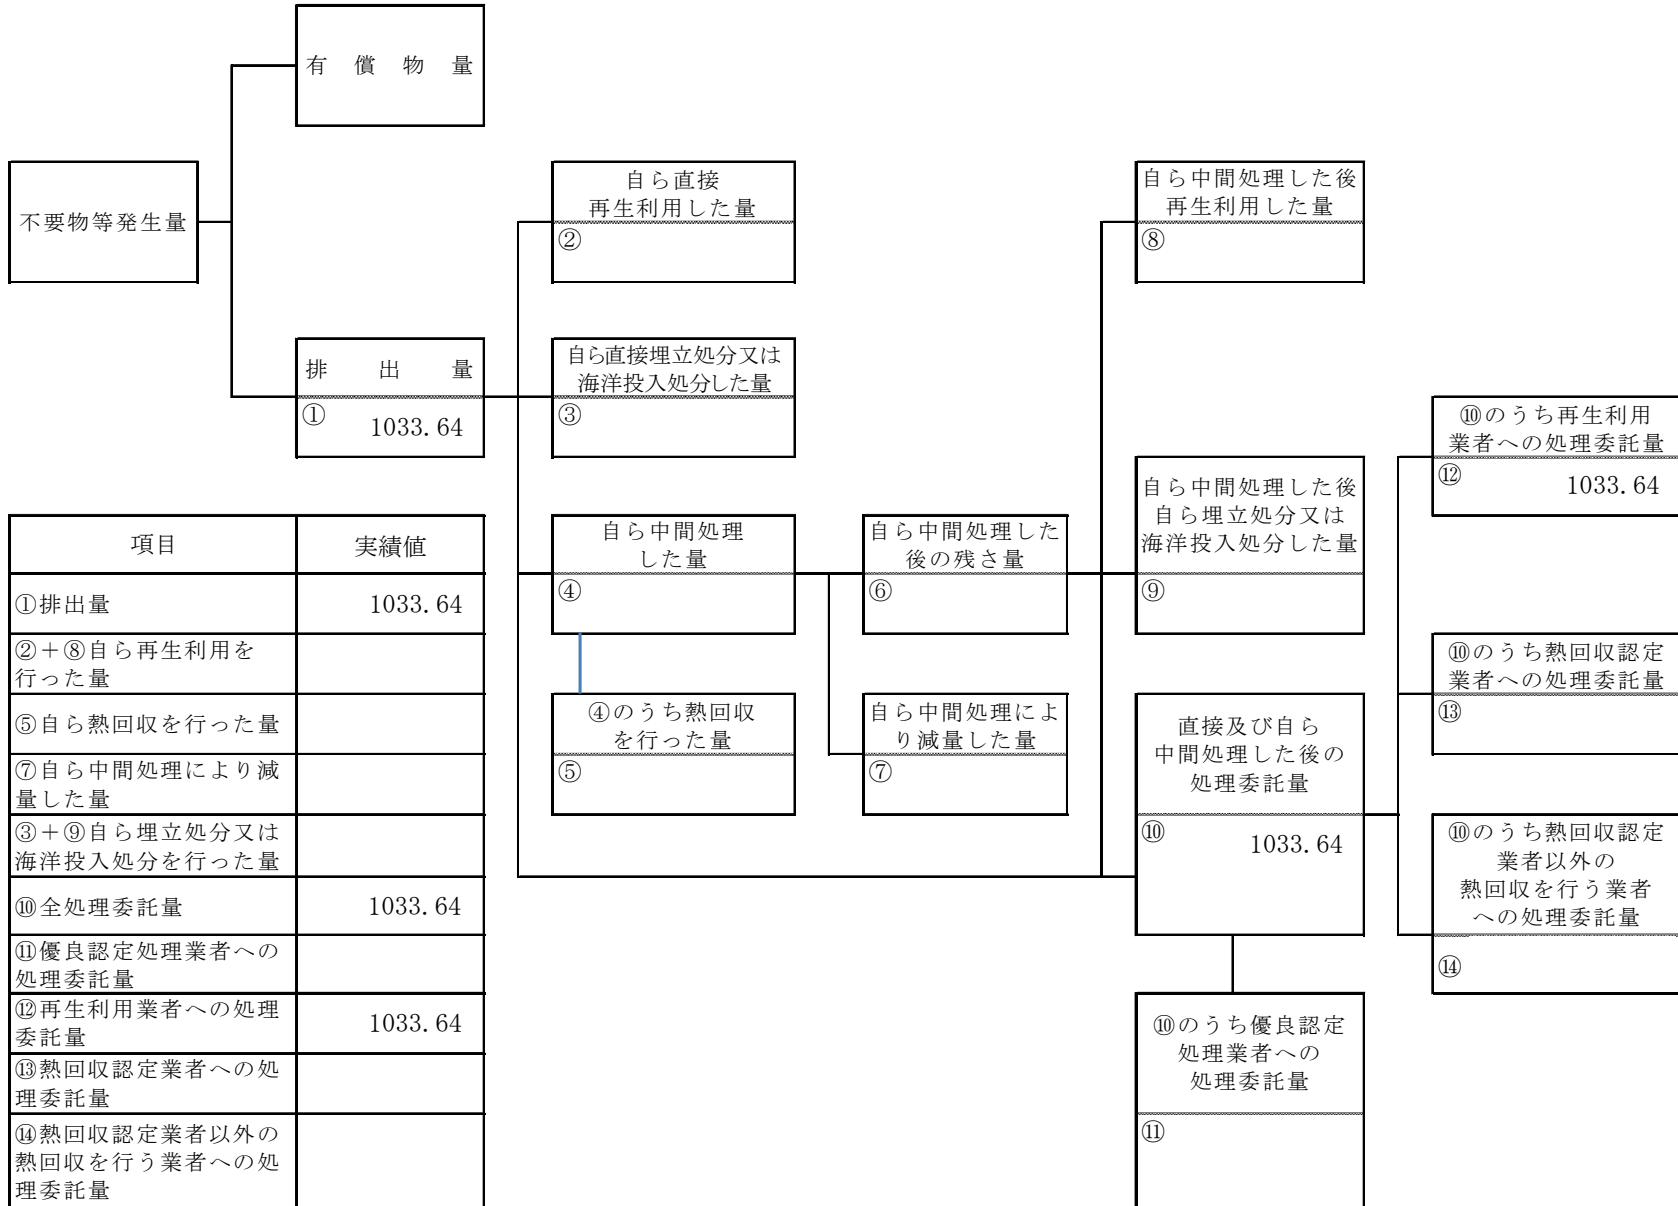 有償物量
不要物等発生量
自ら直接
再生利用した量
②
自ら中間処理した後
再生利用した量
⑧
排出量
① 1033.64
自ら直接埋立処分又は
海洋投入処分した量
③
⑩のうち再生利用
業者への処理委託量
⑫ 1033.64
自ら中間処理した後
自ら埋立処分又は
海洋投入処分した量
⑨
自ら中間処理
した量
④
自ら中間処理した
後の残さ量
⑥
⑩のうち熱回収認定
業者への処理委託量
⑬
④のうち熱回収
を行った量
⑤
自ら中間処理によ
り減量した量
⑦
直接及び自ら
中間処理した後の
処理委託量
⑩ 1033.64
⑩のうち熱回収認定
業者以外の
熱回収を行う業者
への処理委託量
⑭
⑩のうち優良認定
処理業者への
処理委託量
⑪
項目 実績値
①排出量 1033.64
②+⑧自ら再生利用を
行った量
⑤自ら熱回収を行った量
⑦自ら中間処理により減
量した量
③+⑨自ら埋立処分又は
海洋投入処分を行った量
⑩全処理委託量 1033.64
⑪優良認定処理業者への
処理委託量
⑫再生利用業者への処理
委託量 1033.64
⑬熱回収認定業者への処
理委託量
⑭熱回収認定業者以外の
熱回収を行う業者への処
理委託量